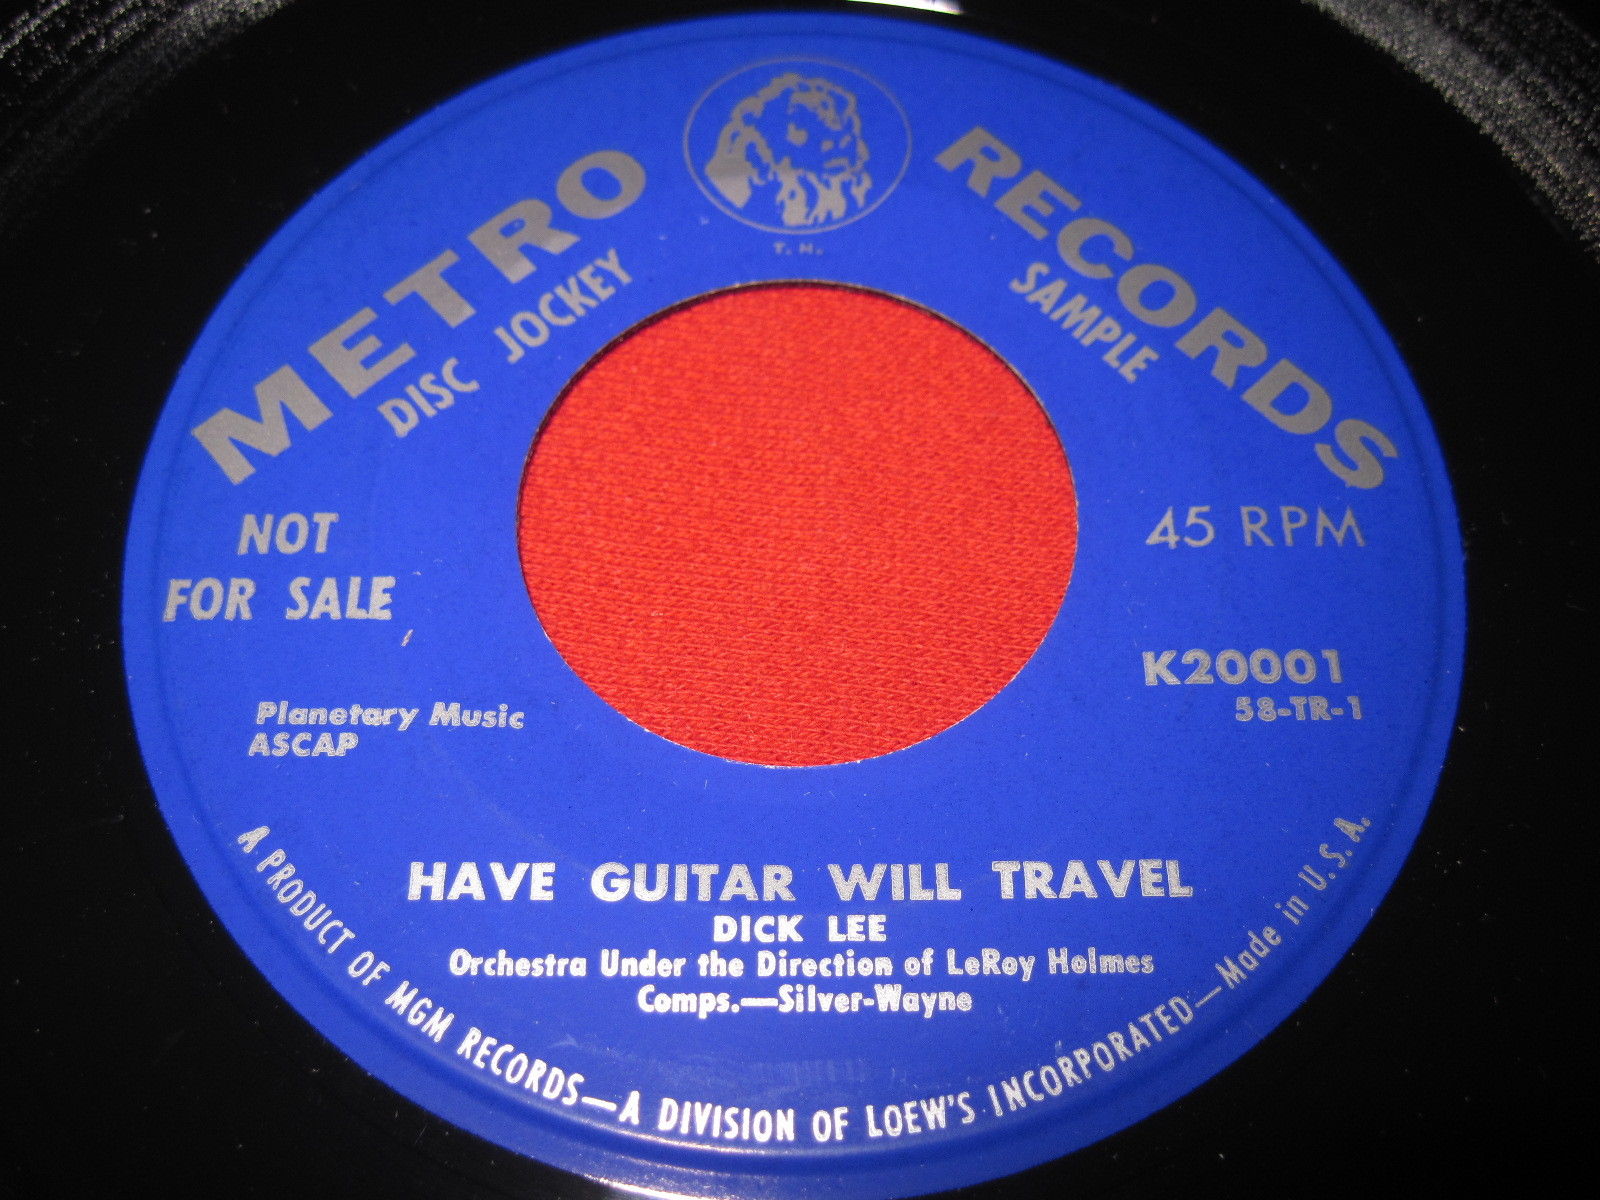 METRO RECORDS
T. M.
DISC JOCKEY SAMPLE
NOT
FOR SALE
45 RPM
K20001
58-TR-1
Planetary Music
ASCAP
HAVE GUITAR WILL TRAVEL
DICK LEE
Orchestra Under the Direction of LeRoy Holmes
Comps.—Silver-Wayne
A PRODUCT OF MGM RECORDS—A DIVISION OF LOEW'S INCORPORATED—Made in U.S.A.